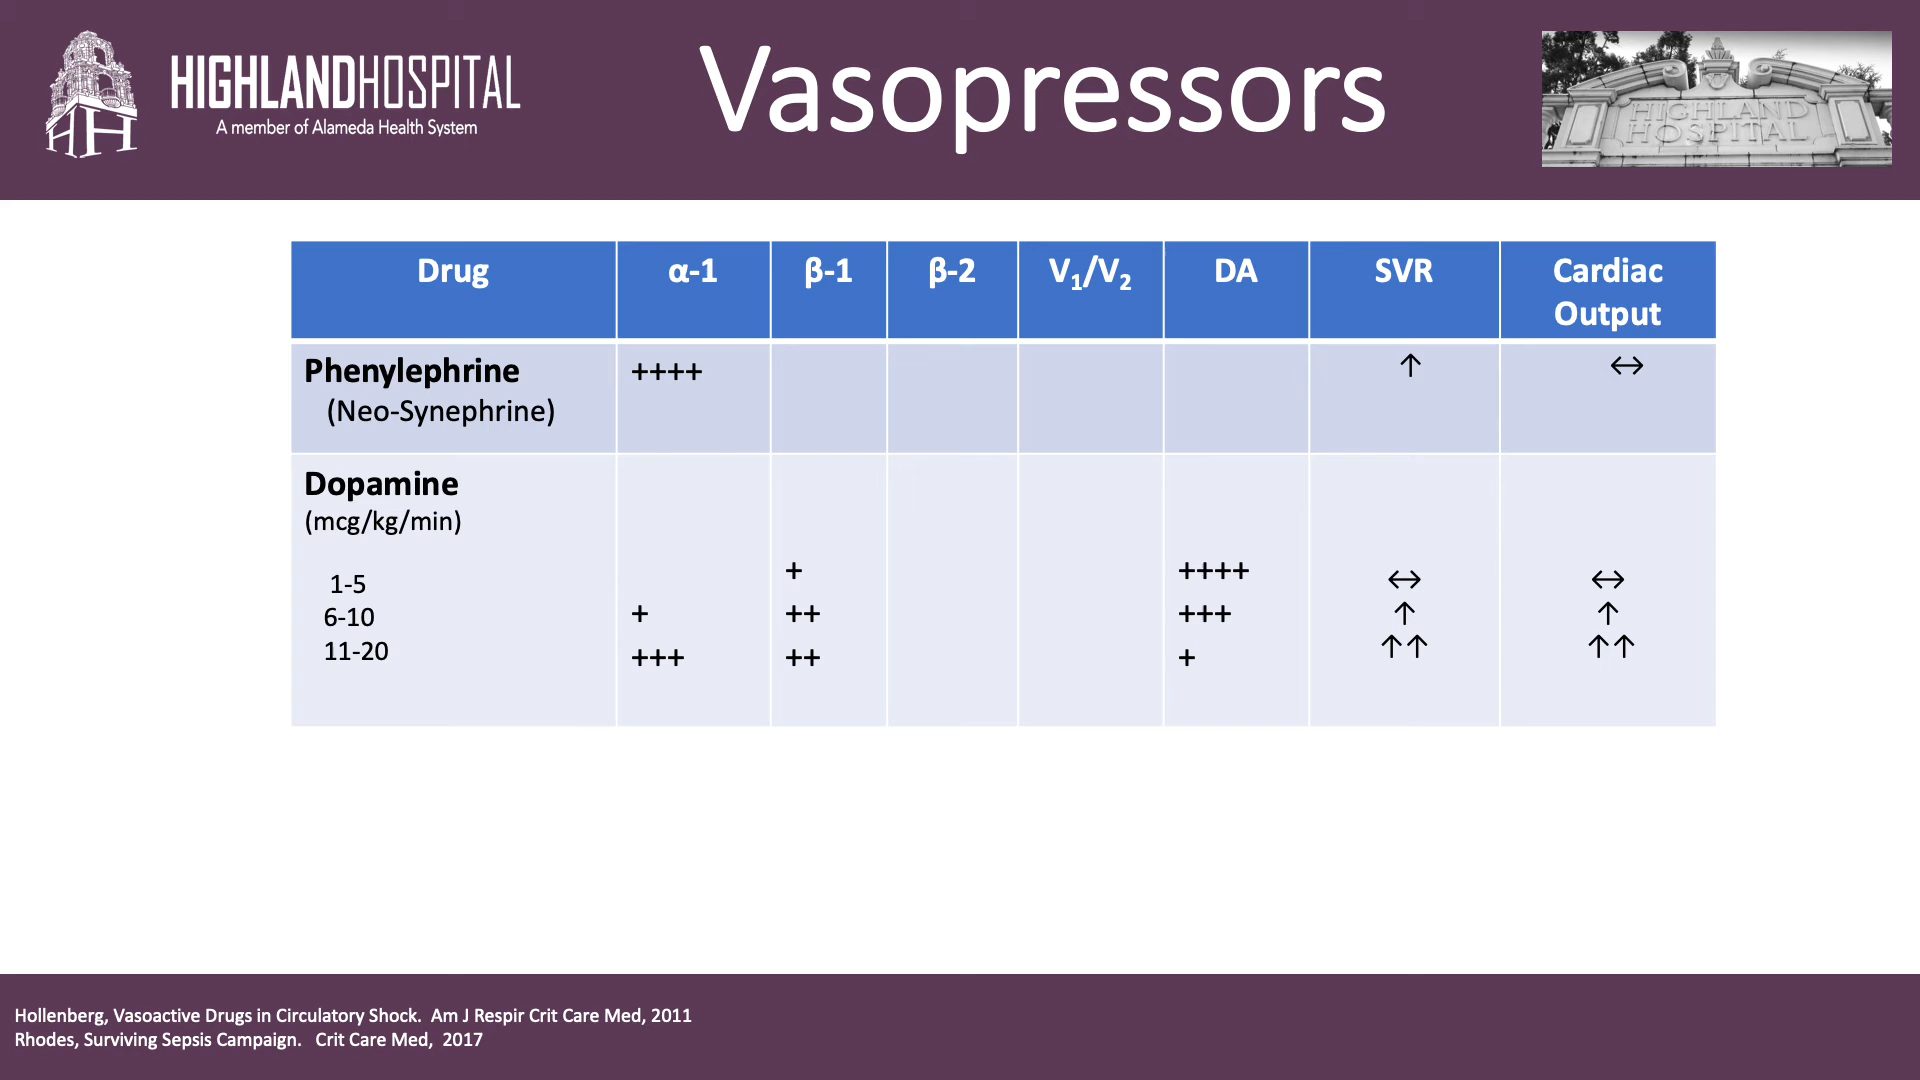 HIGHLANDHOSPITAL
A member of Alameda Health System
Vasopressors
HIGHLAND
HOSPITAL
Drug α-1 β-1 β-2 V₁/V₂ DA SVR Cardiac
Output
Phenylephrine ++++ ↑ ↔
(Neo-Synephrine)
Dopamine
(mcg/kg/min)
1-5 + ++++ ↔ ↔
6-10 + ++ +++ ↑ ↑
11-20 +++ ++ + ↑↑ ↑↑
Hollenberg, Vasoactive Drugs in Circulatory Shock. Am J Respir Crit Care Med, 2011
Rhodes, Surviving Sepsis Campaign. Crit Care Med, 2017